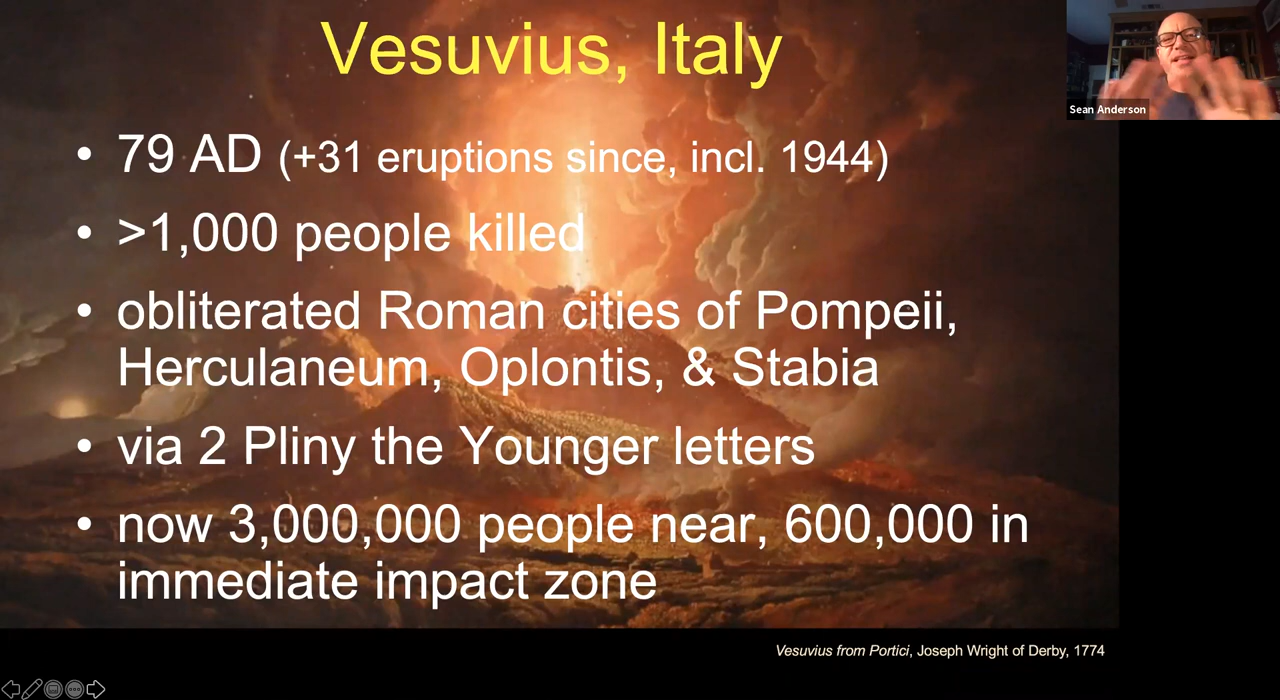 Vesuvius, Italy
Sean Anderson
• 79 AD (+31 eruptions since, incl. 1944)
• >1,000 people killed
• obliterated Roman cities of Pompeii,
Herculaneum, Oplontis, & Stabia
• via 2 Pliny the Younger letters
• now 3,000,000 people near, 600,000 in
immediate impact zone
Vesuvius from Portici, Joseph Wright of Derby, 1774